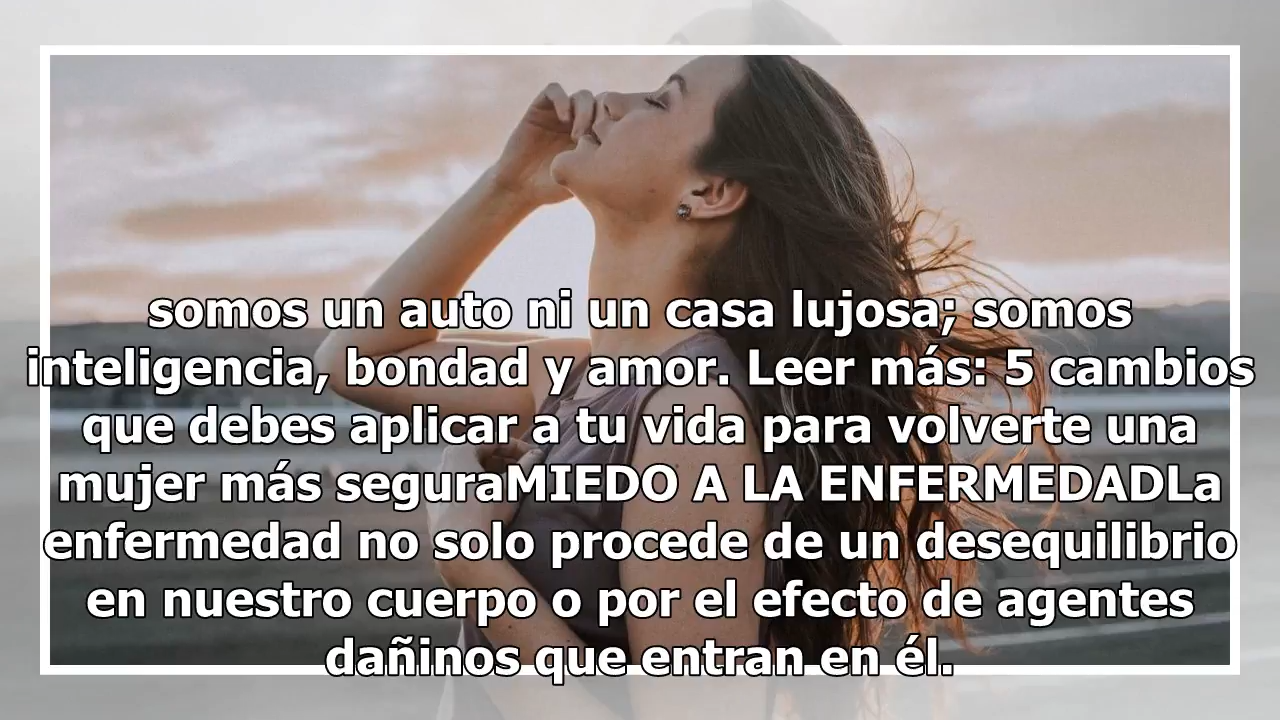 somos un auto ni un casa lujosa; somos
inteligencia, bondad y amor. Leer más: 5 cambios
que debes aplicar a tu vida para volverte una
mujer más seguraMIEDO A LA ENFERMEDADLa
enfermedad no solo procede de un desequilibrio
en nuestro cuerpo o por el efecto de agentes
dañinos que entran en él.